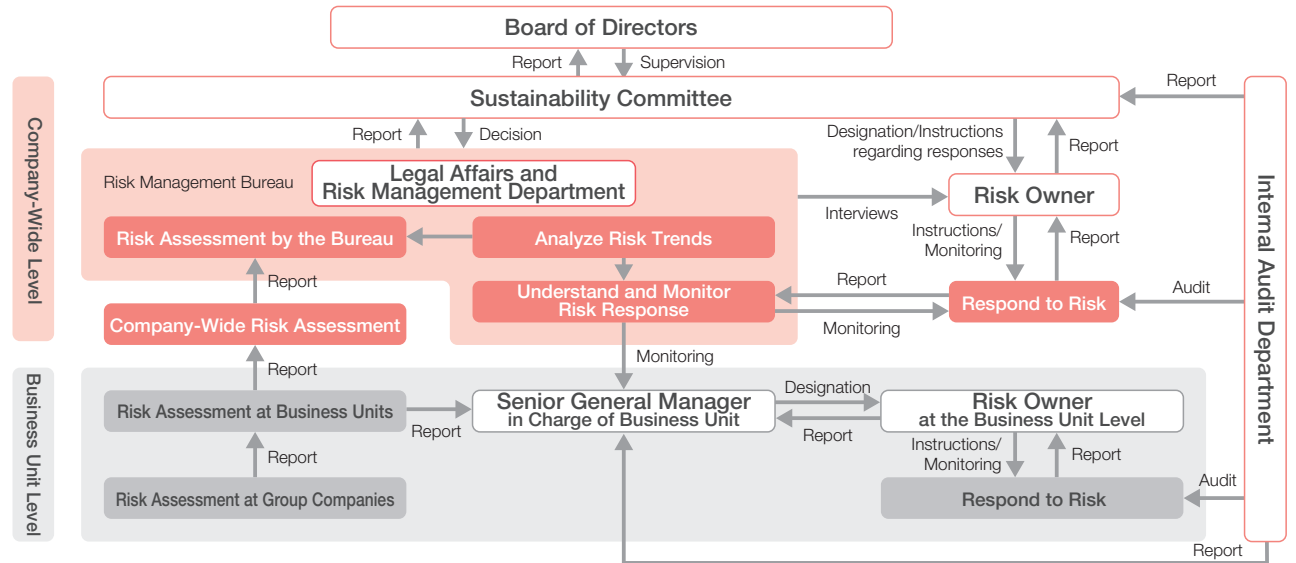 Board of Directors
Report
Supervision
Sustainability Committee
Report
Report
Decision
Designation/Instructions
regarding responses
Report
Company-Wide Level
Risk Management Bureau
Legal Affairs and
Risk Management Department
Interviews
Risk Owner
Internal Audit Department
Risk Assessment by the Bureau
Analyze Risk Trends
Instructions/
Monitoring
Report
Report
Understand and Monitor
Risk Response
Report
Monitoring
Respond to Risk
Audit
Company-Wide Risk Assessment
Report
Monitoring
Business Unit Level
Risk Assessment at Business Units
Report
Senior General Manager
in Charge of Business Unit
Designation
Report
Risk Owner
at the Business Unit Level
Report
Instructions/
Monitoring
Report
Risk Assessment at Group Companies
Respond to Risk
Audit
Report